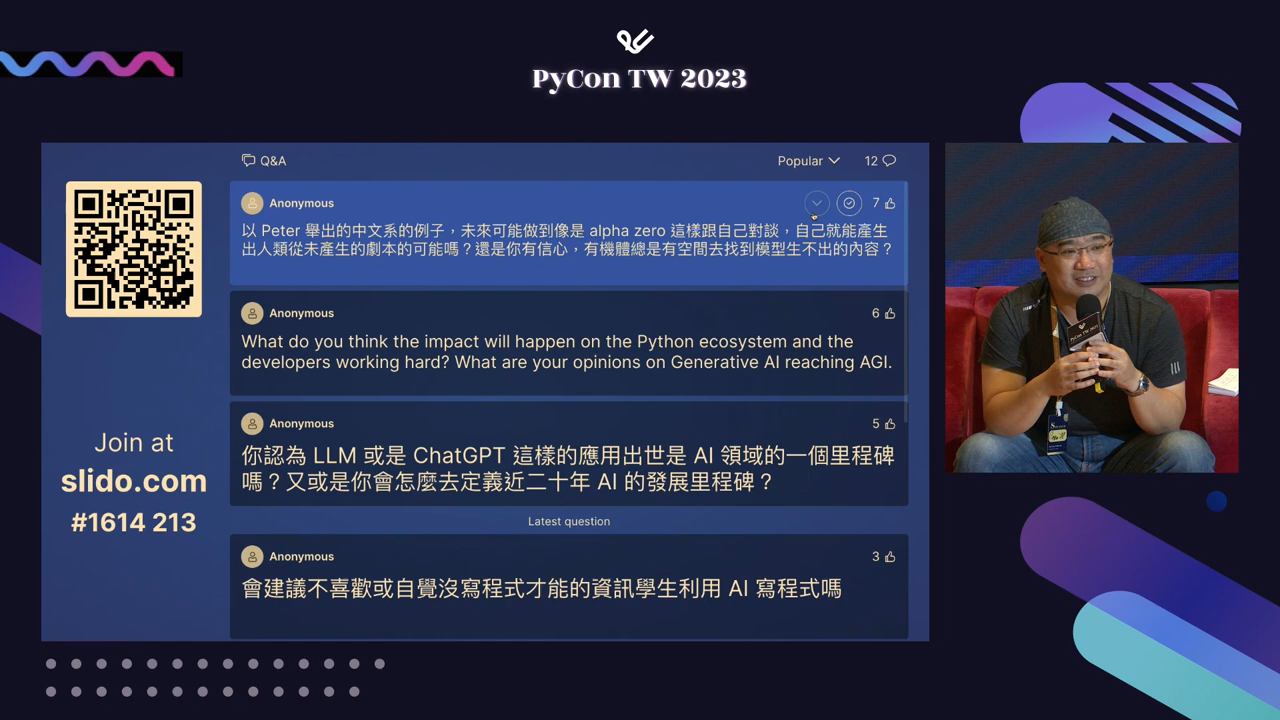 PyCon TW 2023
Q&A
Popular
12
Anonymous
7
以 Peter 舉出的中文系的例子，未來可能做到像是 alpha zero 這樣跟自己對談，自己就能產生
出人類從未產生的劇本的可能嗎？還是你有信心，有機體總是有空間去找到模型生不出的內容？
Anonymous
6
What do you think the impact will happen on the Python ecosystem and the
developers working hard? What are your opinions on Generative AI reaching AGI.
Anonymous
5
你認為 LLM 或是 ChatGPT 這樣的應用出世是 AI 領域的一個里程碑
嗎？又或是你會怎麼去定義近二十年 AI 的發展里程碑？
Latest question
Anonymous
3
會建議不喜歡或自覺沒寫程式才能的資訊學生利用 AI 寫程式嗎
Join at
slido.com
#1614 213
PyCon TW 2023